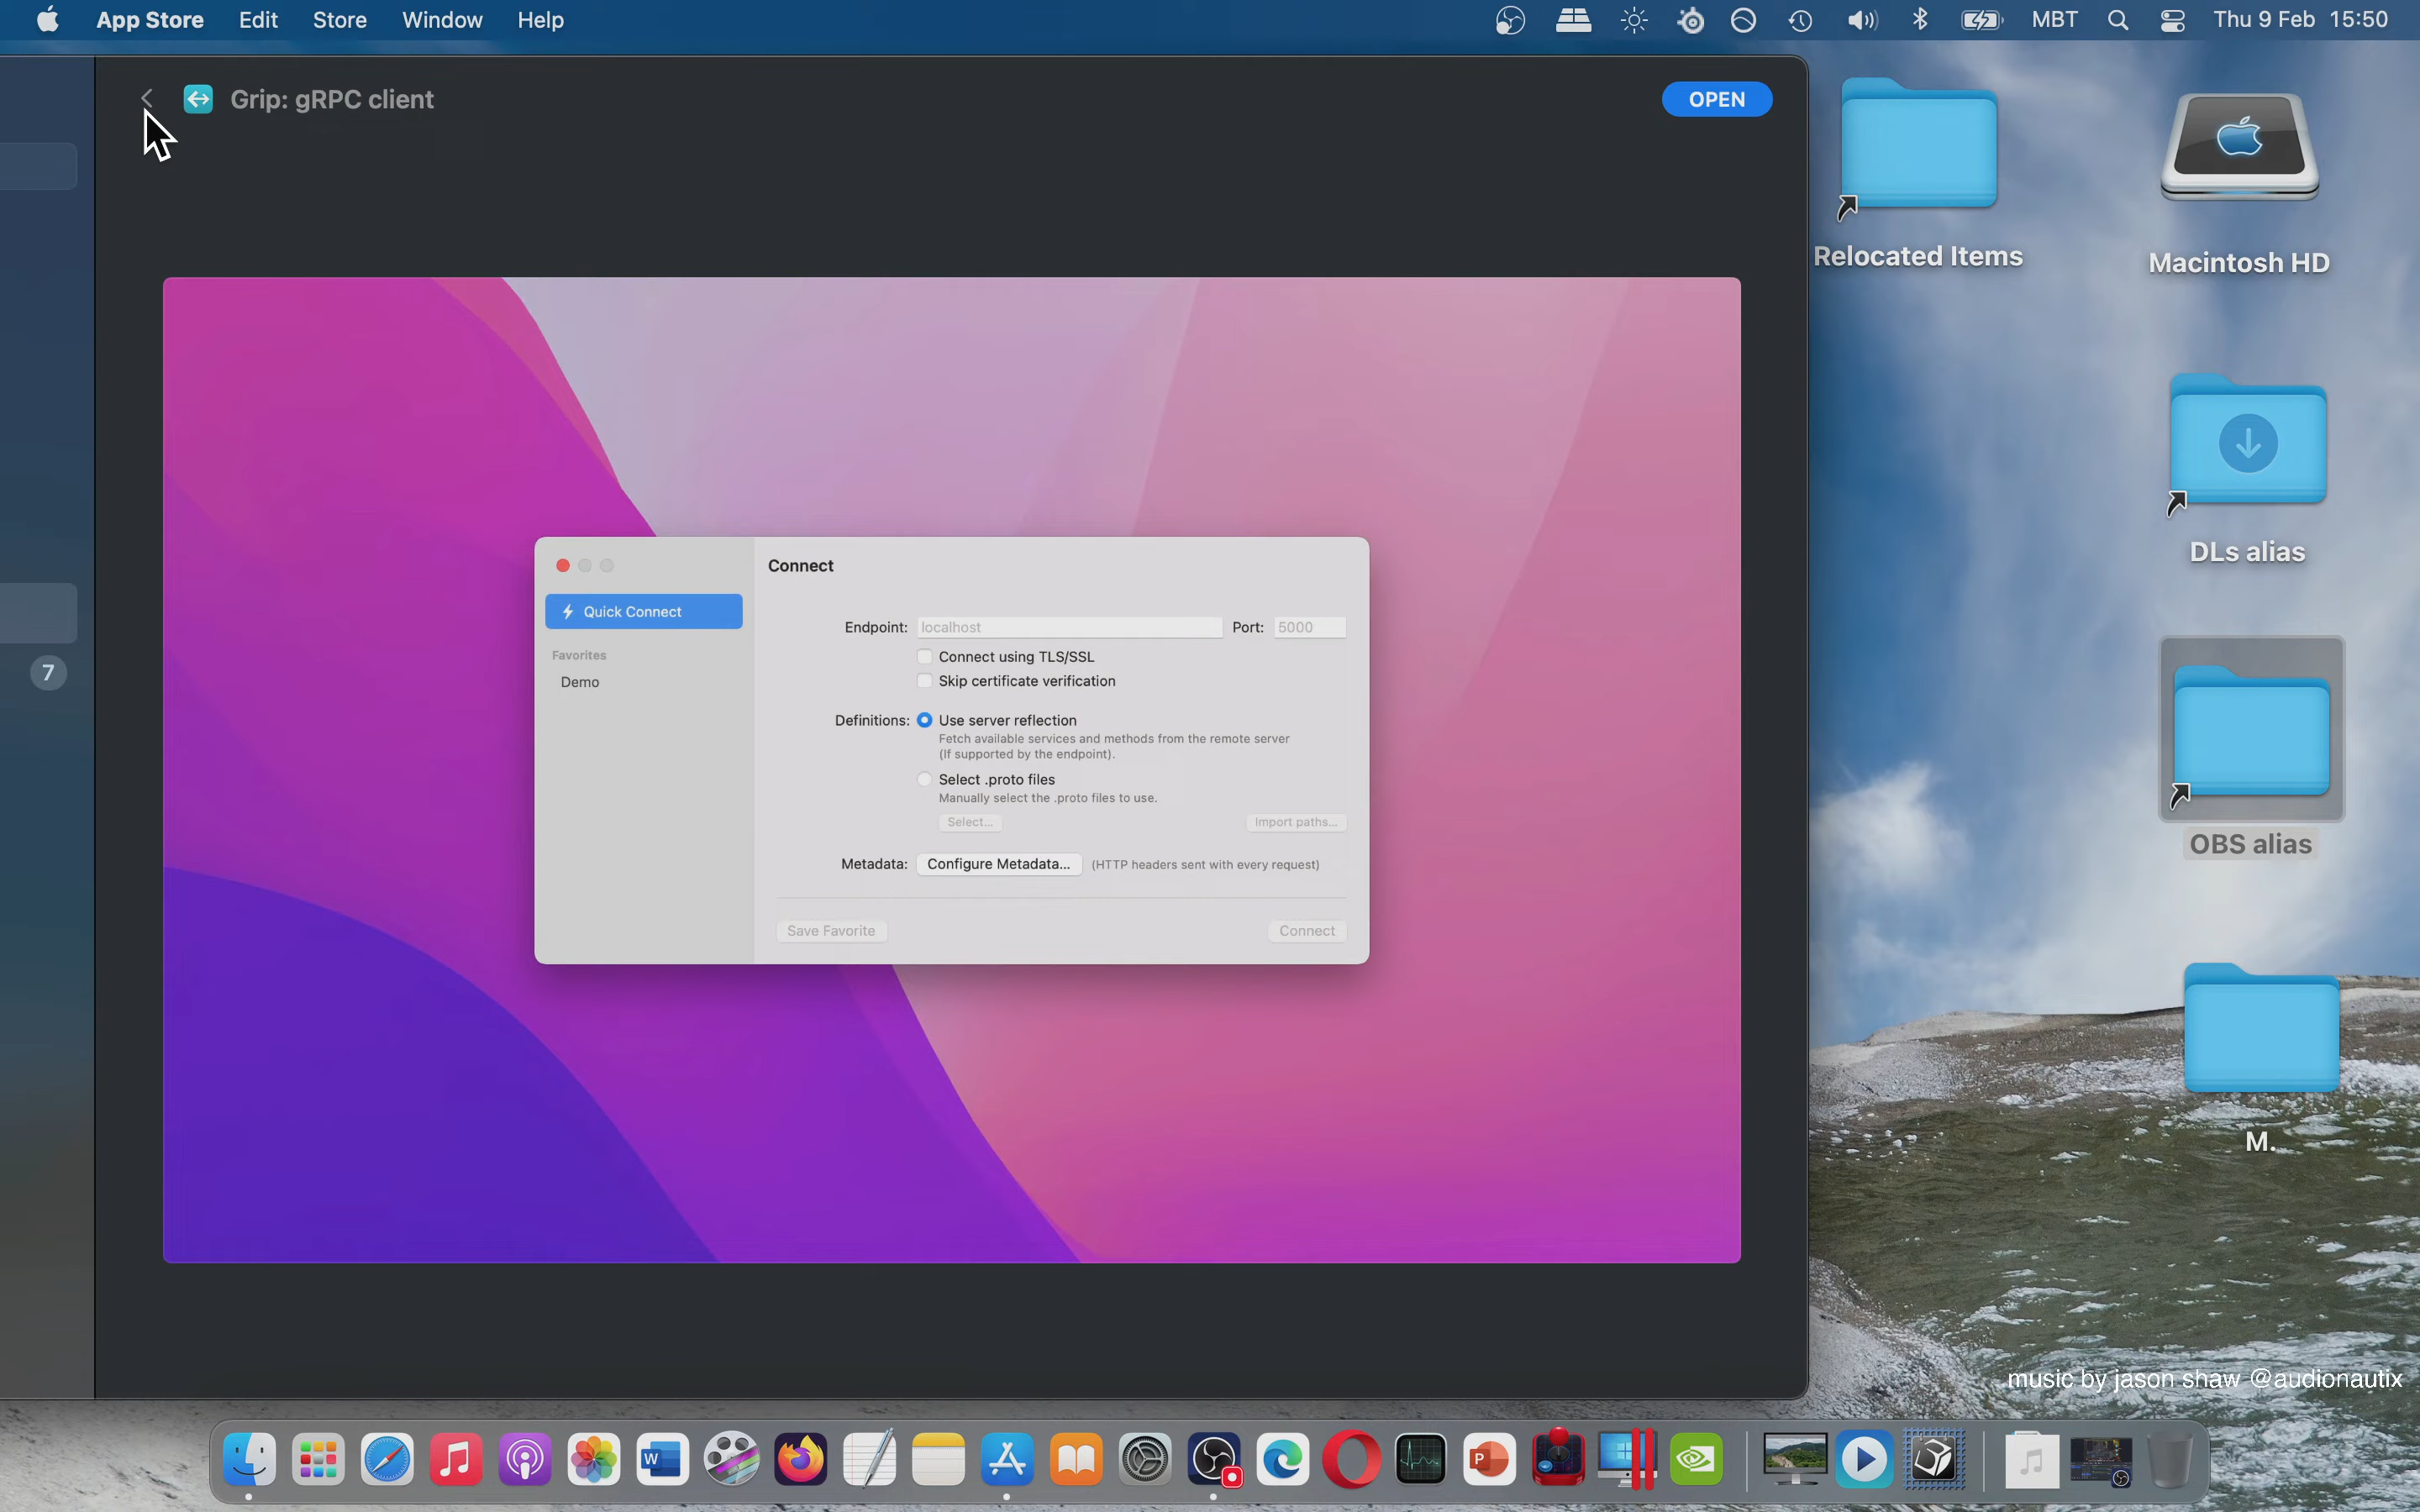 App Store Edit Store Window Help
MBT Thu 9 Feb 15:50
Grip: gRPC client
OPEN
Relocated Items
Macintosh HD
DLs alias
OBS alias
M.
7
Connect
Quick Connect
Favorites
Demo
Endpoint: localhost Port: 5000
Connect using TLS/SSL
Skip certificate verification
Definitions: Use server reflection
Fetch available services and methods from the remote server
(If supported by the endpoint).
Select .proto files
Manually select the .proto files to use.
Select... Import paths...
Metadata: Configure Metadata... (HTTP headers sent with every request)
Save Favorite Connect
music by jason shaw @audionautix
W
P